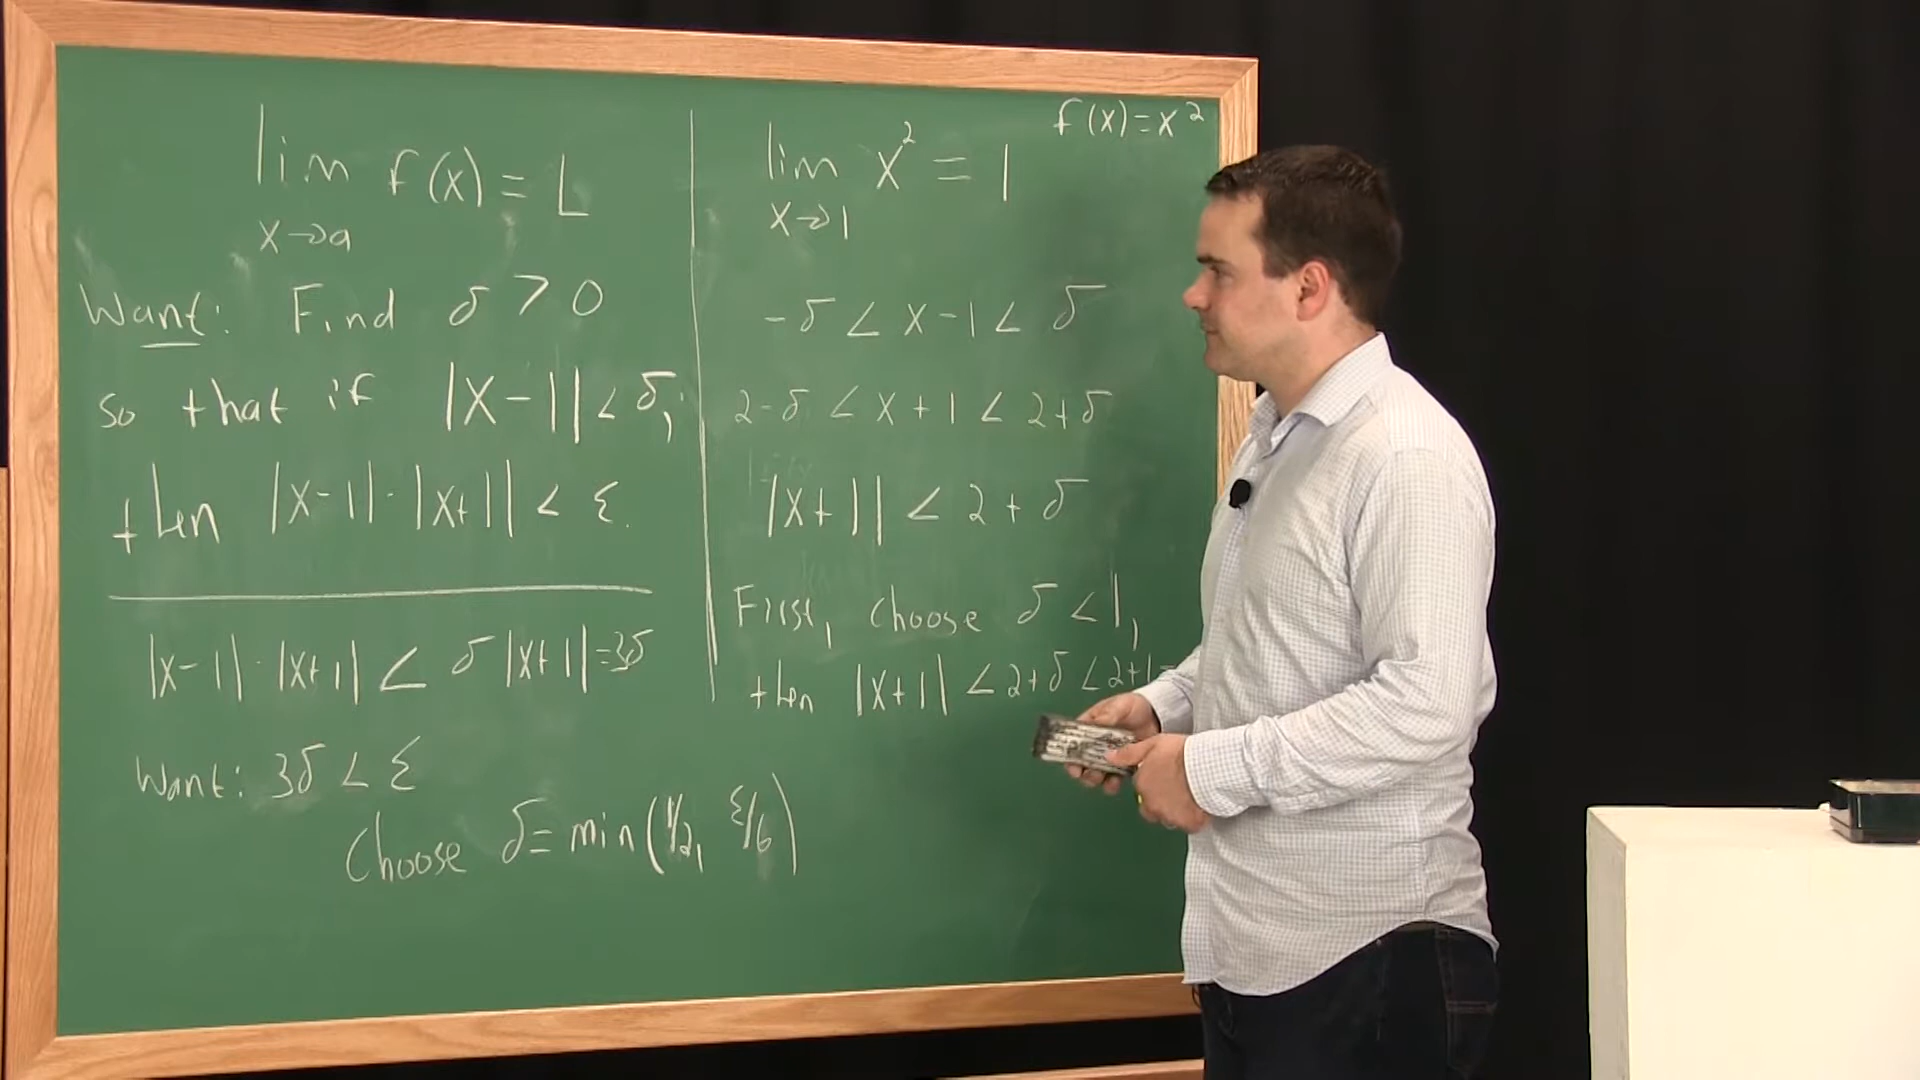 lim f(x) = L
x→a
Want: Find δ > 0
so that if |x-1| < δ,
then |x-1|·|x+1| < ε.
|x-1|·|x+1| < δ|x+1| = 3δ
Want: 3δ < ε
Choose δ = min(1/2, ε/6)
f(x) = x²
lim x² = 1
x→1
-δ < x-1 < δ
2-δ < x+1 < 2+δ
|x+1| < 2+δ
First, choose δ < 1,
then |x+1| < 2+δ < 2+1 =